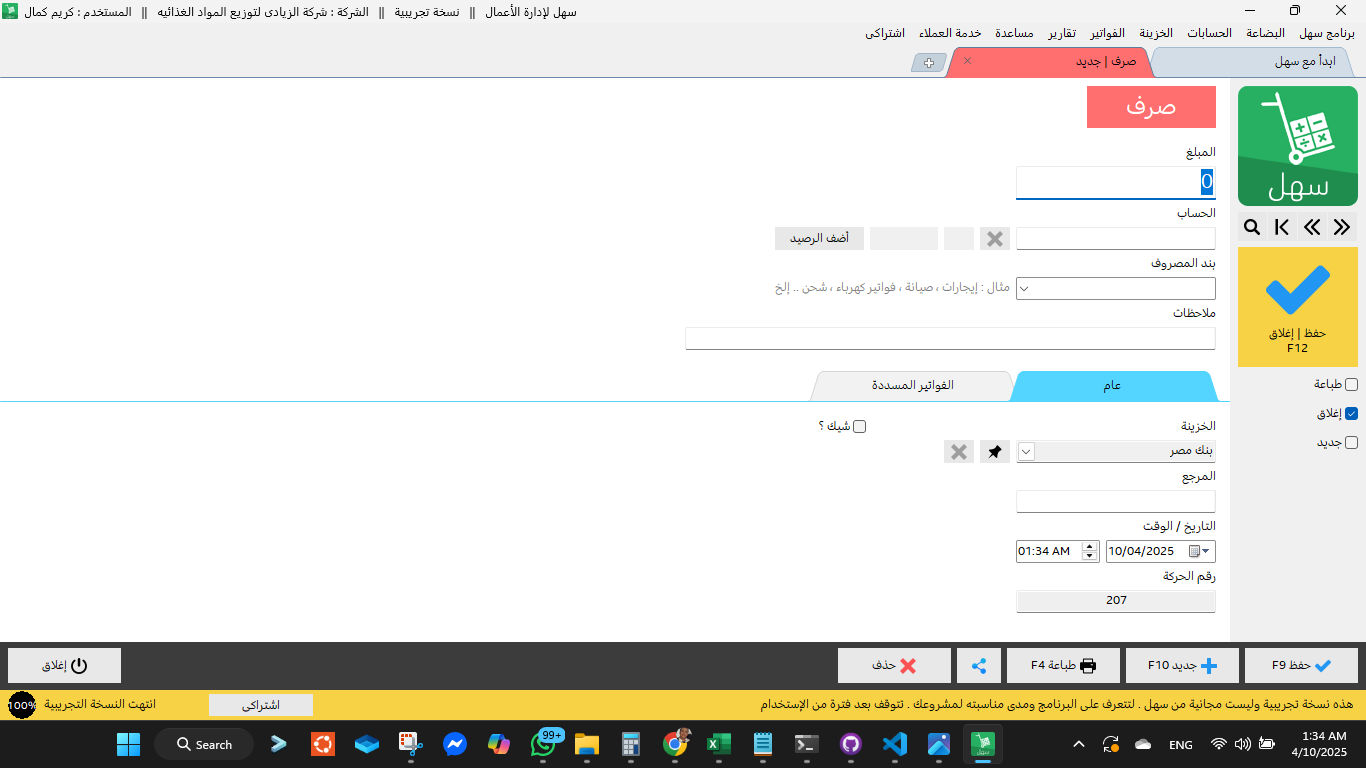 سهل لإدارة الأعمال || نسخة تجريبية || الشركة : شركة الزيادى لتوزيع المواد الغذائيه || المستخدم : كريم كمال
برنامج سهل البضاعة الحسابات الخزينة الفواتير تقارير مساعدة خدمة العملاء اشتراكى
ابدأ مع سهل
صرف | جديد
سهل
حفظ | إغلاق
F12
طباعة
إغلاق
جديد
صرف
المبلغ
0
الحساب
أضف الرصيد
بند المصروف
مثال : إيجارات ، صيانة ، فواتير كهرباء ، شحن .. إلخ
ملاحظات
عام
الفواتير المسددة
الخزينة
شيك ؟
بنك مصر
المرجع
التاريخ / الوقت
10/04/2025
01:34 AM
رقم الحركة
207
حفظ F9
جديد F10
طباعة F4
حذف
إغلاق
هذه نسخة تجريبية وليست مجانية من سهل . لتتعرف على البرنامج ومدى مناسبته لمشروعك . تتوقف بعد فترة من الإستخدام
اشتراكى
انتهت النسخة التجريبية
100%
Search
99+
سهل
ENG
1:34 AM
4/10/2025